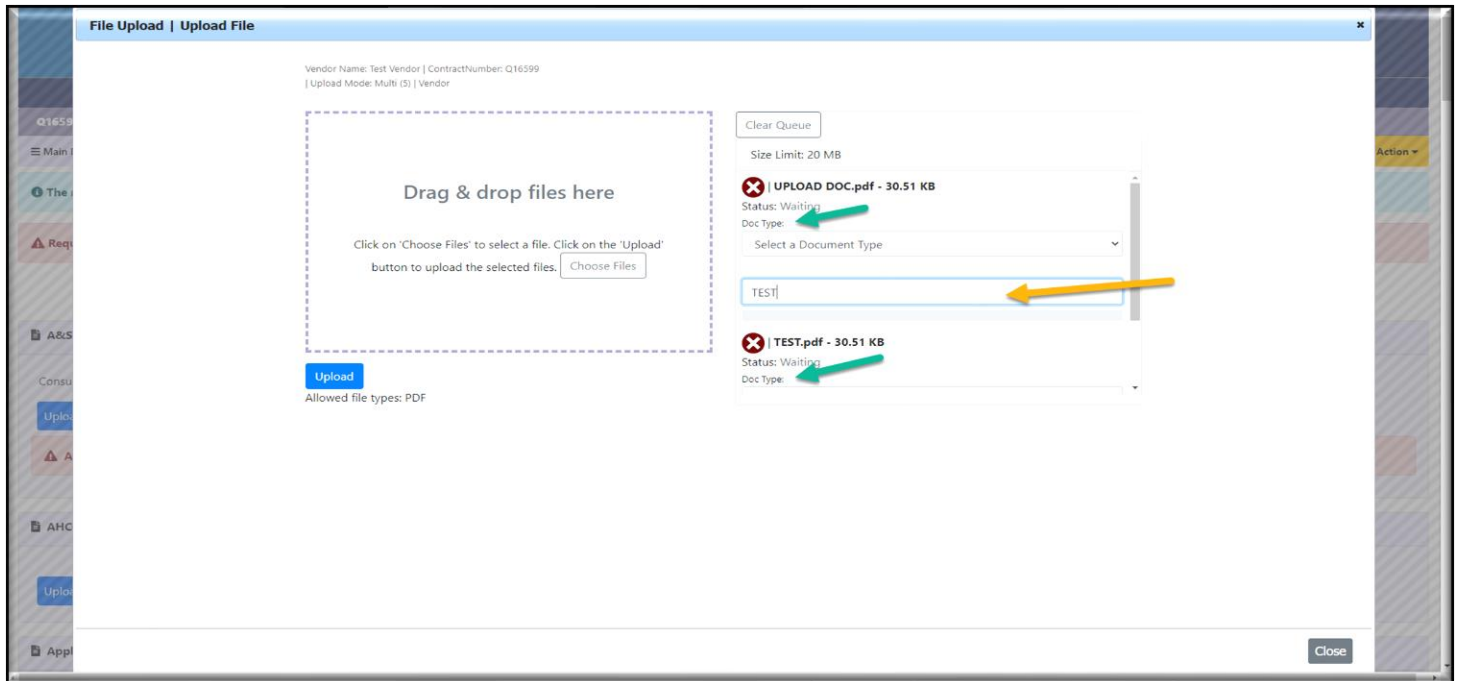 File Upload | Upload File
×
Vendor Name: Test Vendor | ContractNumber: Q16599
| Upload Mode: Multi (5) | Vendor
Q1659
Main
Action
The
Requ
Drag & drop files here
Click on 'Choose Files' to select a file. Click on the 'Upload'
button to upload the selected files. Choose Files
Upload
Allowed file types: PDF
Clear Queue
Size Limit: 20 MB
| UPLOAD DOC.pdf - 30.51 KB
Status: Waiting
Doc Type:
Select a Document Type
TEST
| TEST.pdf - 30.51 KB
Status: Waiting
Doc Type:
A&S
Consu
Uplo
A
AHC
Uplo
Appl
Close